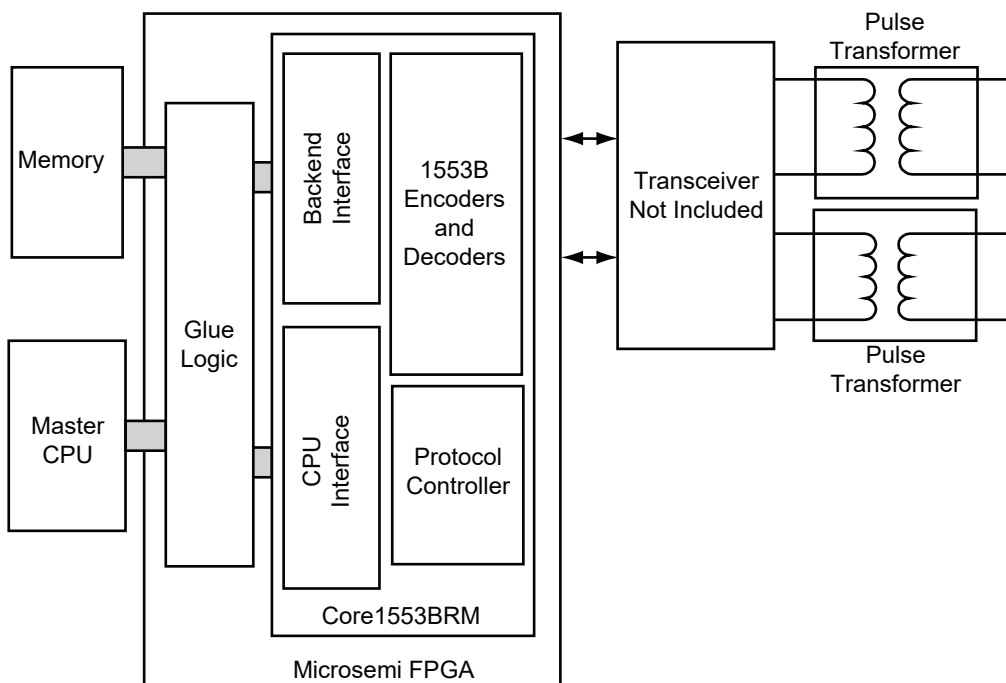 Memory
Master
CPU
Glue
Logic
Backend
Interface
CPU
Interface
1553B
Encoders
and
Decoders
Protocol
Controller
Core1553BRM
Microsemi FPGA
Transceiver
Not Included
Pulse
Transformer
Pulse
Transformer